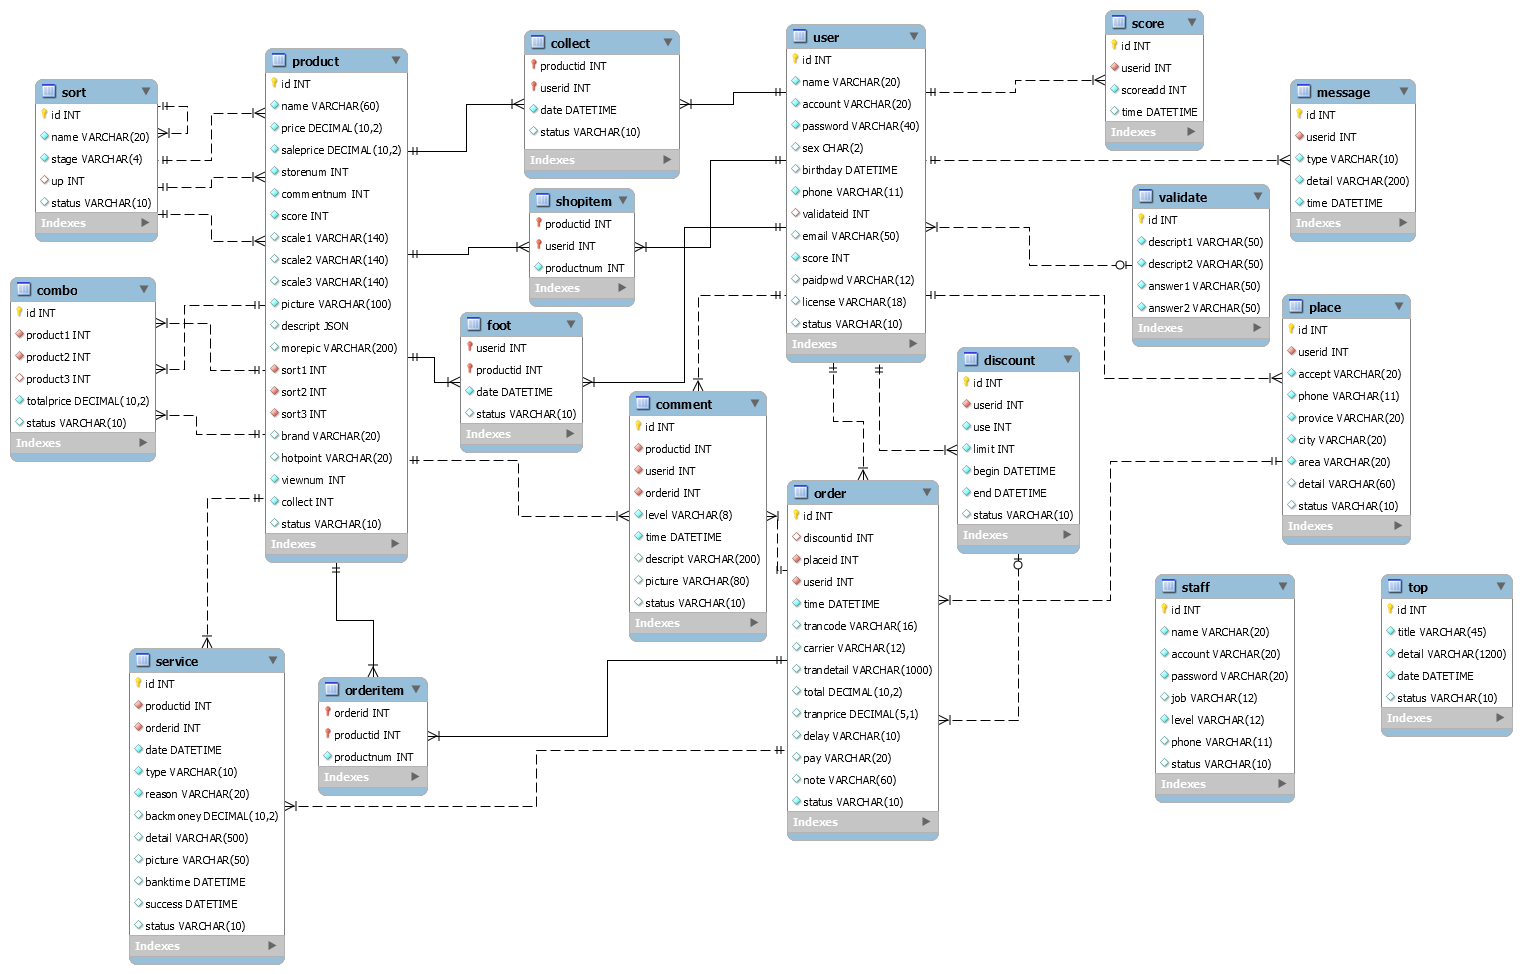 sort
id INT
name VARCHAR(20)
stage VARCHAR(4)
up INT
status VARCHAR(10)
Indexes
combo
id INT
product1 INT
product2 INT
product3 INT
totalprice DECIMAL(10,2)
status VARCHAR(10)
Indexes
product
id INT
name VARCHAR(60)
price DECIMAL(10,2)
saleprice DECIMAL(10,2)
storenum INT
commentnum INT
score INT
scale1 VARCHAR(140)
scale2 VARCHAR(140)
scale3 VARCHAR(140)
picture VARCHAR(100)
descript JSON
morepic VARCHAR(200)
sort1 INT
sort2 INT
sort3 INT
brand VARCHAR(20)
hotpoint VARCHAR(20)
viewnum INT
collect INT
status VARCHAR(10)
Indexes
collect
productid INT
userid INT
date DATETIME
status VARCHAR(10)
Indexes
shopitem
productid INT
userid INT
productnum INT
Indexes
foot
userid INT
productid INT
date DATETIME
status VARCHAR(10)
Indexes
user
id INT
name VARCHAR(20)
account VARCHAR(20)
password VARCHAR(40)
sex CHAR(2)
birthday DATETIME
phone VARCHAR(11)
validateid INT
email VARCHAR(50)
score INT
paidpwd VARCHAR(12)
license VARCHAR(18)
status VARCHAR(10)
Indexes
score
id INT
userid INT
scoreadd INT
time DATETIME
Indexes
message
id INT
userid INT
type VARCHAR(10)
detail VARCHAR(200)
time DATETIME
Indexes
validate
id INT
descript1 VARCHAR(50)
descript2 VARCHAR(50)
answer1 VARCHAR(50)
answer2 VARCHAR(50)
Indexes
place
id INT
userid INT
accept VARCHAR(20)
phone VARCHAR(11)
provice VARCHAR(20)
city VARCHAR(20)
area VARCHAR(20)
detail VARCHAR(60)
status VARCHAR(10)
Indexes
discount
id INT
userid INT
use INT
limit INT
begin DATETIME
end DATETIME
status VARCHAR(10)
Indexes
comment
id INT
productid INT
userid INT
orderid INT
level VARCHAR(8)
time DATETIME
descript VARCHAR(200)
picture VARCHAR(80)
status VARCHAR(10)
Indexes
order
id INT
discountid INT
placeid INT
userid INT
time DATETIME
trancode VARCHAR(16)
carrier VARCHAR(12)
trandetail VARCHAR(1000)
total DECIMAL(10,2)
tranprice DECIMAL(5,1)
delay VARCHAR(10)
pay VARCHAR(20)
note VARCHAR(60)
status VARCHAR(10)
Indexes
staff
id INT
name VARCHAR(20)
account VARCHAR(20)
password VARCHAR(20)
job VARCHAR(12)
level VARCHAR(12)
phone VARCHAR(11)
status VARCHAR(10)
Indexes
top
id INT
title VARCHAR(45)
detail VARCHAR(1200)
date DATETIME
status VARCHAR(10)
Indexes
service
id INT
productid INT
orderid INT
date DATETIME
type VARCHAR(10)
reason VARCHAR(20)
backmoney DECIMAL(10,2)
detail VARCHAR(500)
picture VARCHAR(50)
banktime DATETIME
success DATETIME
status VARCHAR(10)
Indexes
orderitem
orderid INT
productid INT
productnum INT
Indexes